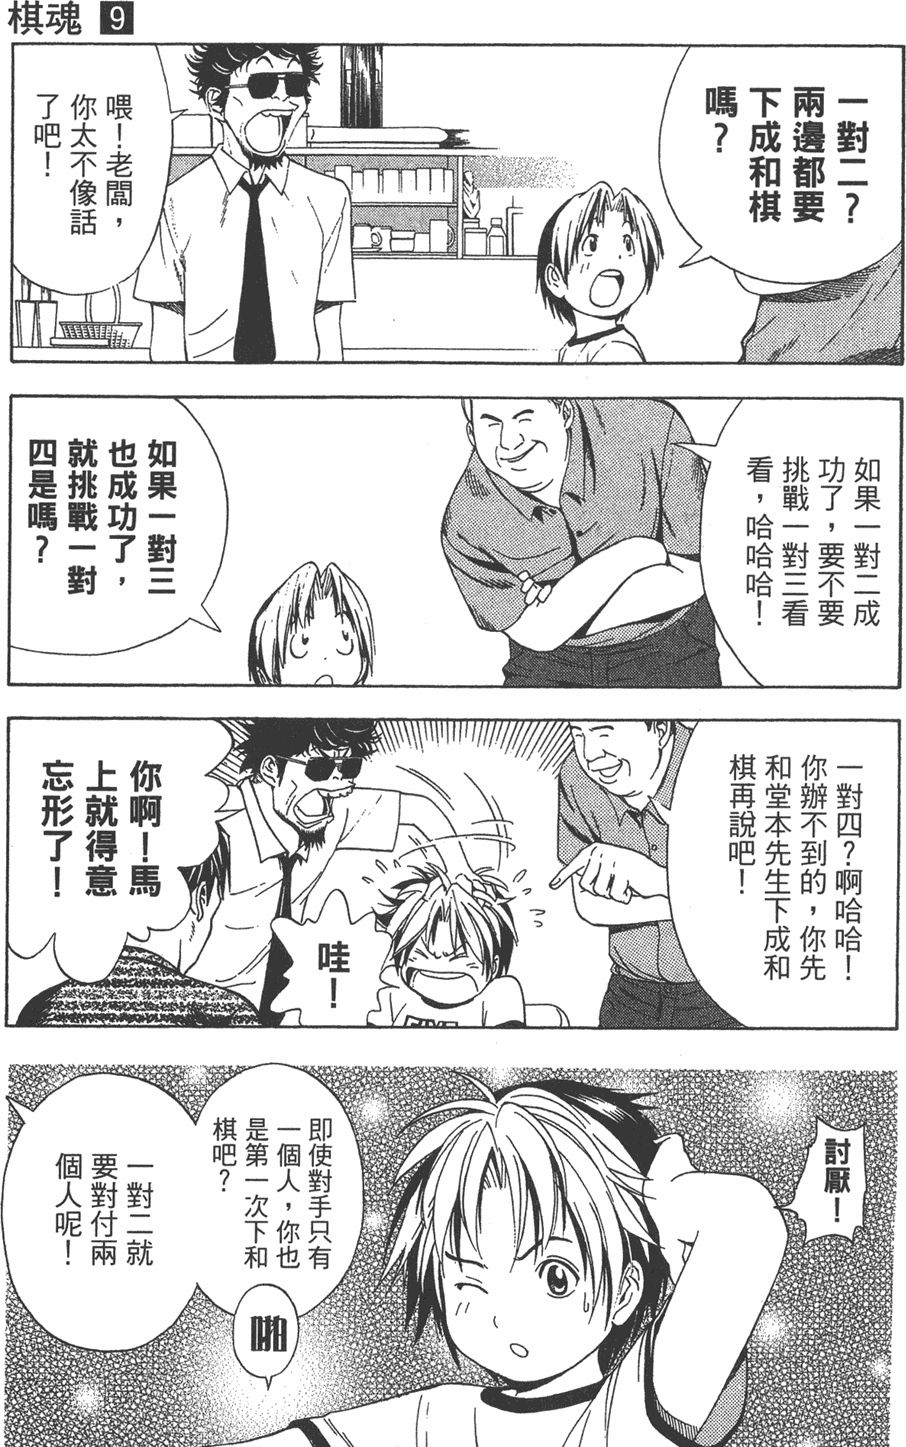 棋魂 9
一對二？
兩邊都要
下成和棋
嗎？
喂！老闆，
你太不像話
了吧！
如果一對二成
功了，要不要
挑戰一對三看
看，哈哈哈！
如果一對三
也成功了，
就挑戰一對
四是嗎？
一對四？啊哈哈！
你辦不到的，你先
和堂本先生下成和
棋再說吧！
哇！
你啊！馬
上就得意
忘形了！
FIVE
討厭！
即使對手只有
一個人，你也
是第一次下和
棋吧？
一對二就
要對付兩
個人呢！
啪